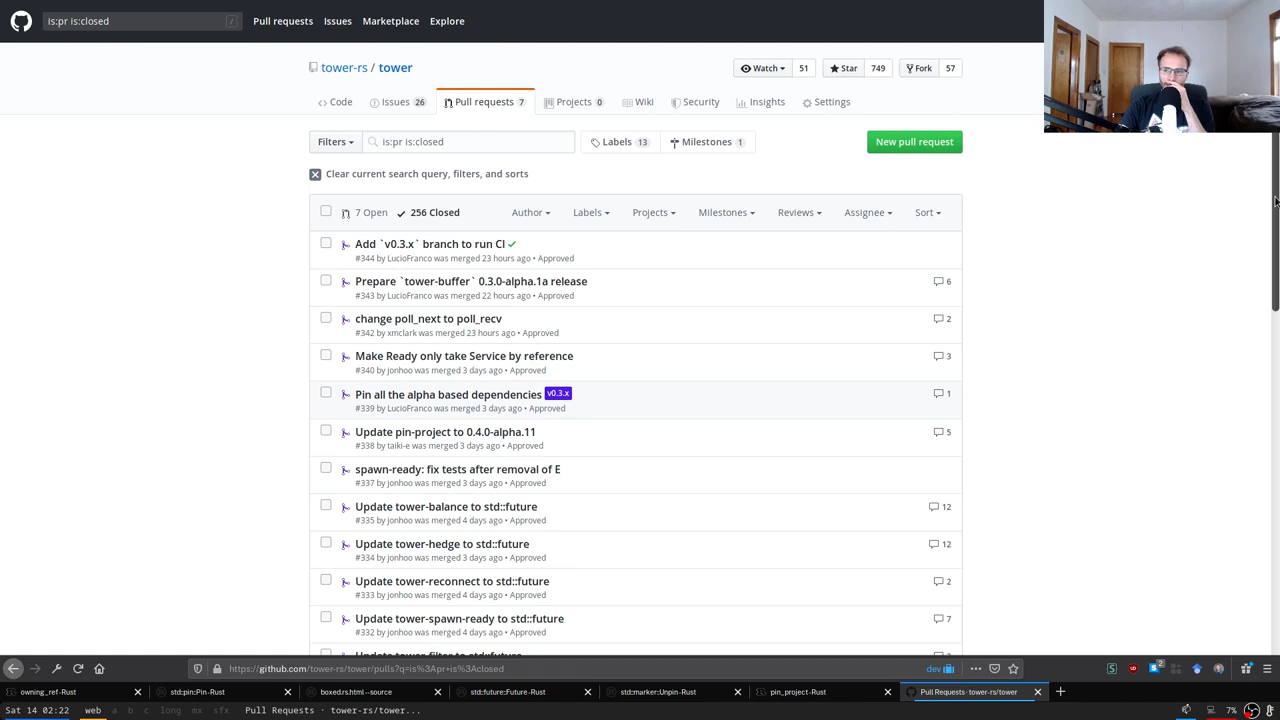 is:pr is:closed /
Pull requests Issues Marketplace Explore
tower-rs / tower
Watch 51 Star 749 Fork 57
Code Issues 26 Pull requests 7 Projects 0 Wiki Security Insights Settings
Filters is:pr is:closed Labels 13 Milestones 1 New pull request
Clear current search query, filters, and sorts
7 Open 256 Closed Author Labels Projects Milestones Reviews Assignee Sort
Add `v0.3.x` branch to run CI
#344 by LucioFranco was merged 23 hours ago • Approved
Prepare `tower-buffer` 0.3.0-alpha.1a release 6
#343 by LucioFranco was merged 22 hours ago • Approved
change poll_next to poll_recv 2
#342 by xmclark was merged 23 hours ago • Approved
Make Ready only take Service by reference 3
#340 by jonhoo was merged 3 days ago • Approved
Pin all the alpha based dependencies v0.3.x 1
#339 by LucioFranco was merged 3 days ago • Approved
Update pin-project to 0.4.0-alpha.11 5
#338 by taiki-e was merged 3 days ago • Approved
spawn-ready: fix tests after removal of E
#337 by jonhoo was merged 3 days ago • Approved
Update tower-balance to std::future 12
#335 by jonhoo was merged 4 days ago • Approved
Update tower-hedge to std::future 12
#334 by jonhoo was merged 4 days ago • Approved
Update tower-reconnect to std::future 2
#333 by jonhoo was merged 4 days ago • Approved
Update tower-spawn-ready to std::future 7
#332 by jonhoo was merged 4 days ago • Approved
Update tower-filter to std::future
https://github.com/tower-rs/tower/pulls?q=is%3Apr+is%3Aclosed dev
owning_ref - Rust std::pin::Pin - Rust boxed.rs.html -- source std::future::Future - Rust std::marker::Unpin - Rust pin_project - Rust Pull Requests · tower-rs/tower
Sat 14 02:22 web a b c long mx sfx Pull Requests · tower-rs/tower... 7%